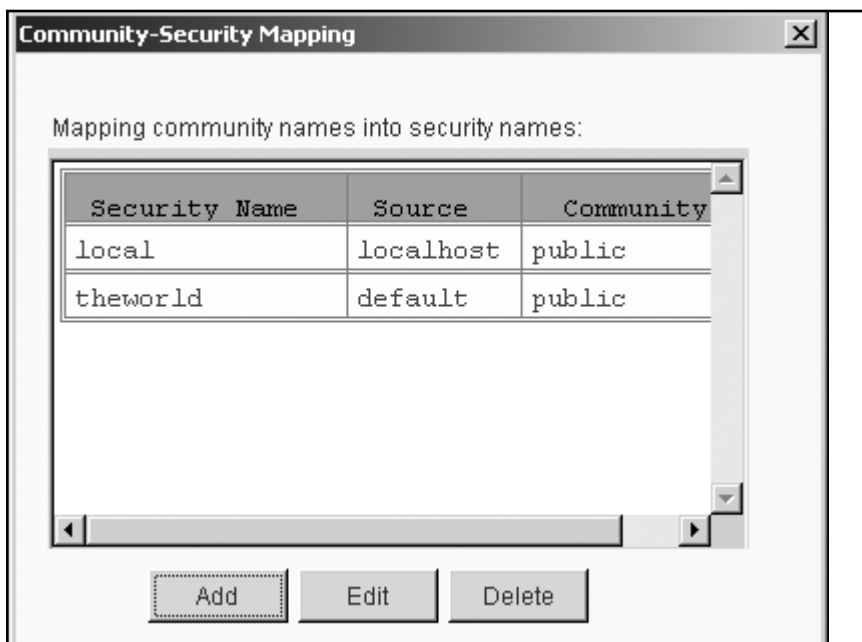 Community-Security Mapping
Mapping community names into security names:
Security Name Source Community
local localhost public
theworld default public
Add Edit Delete